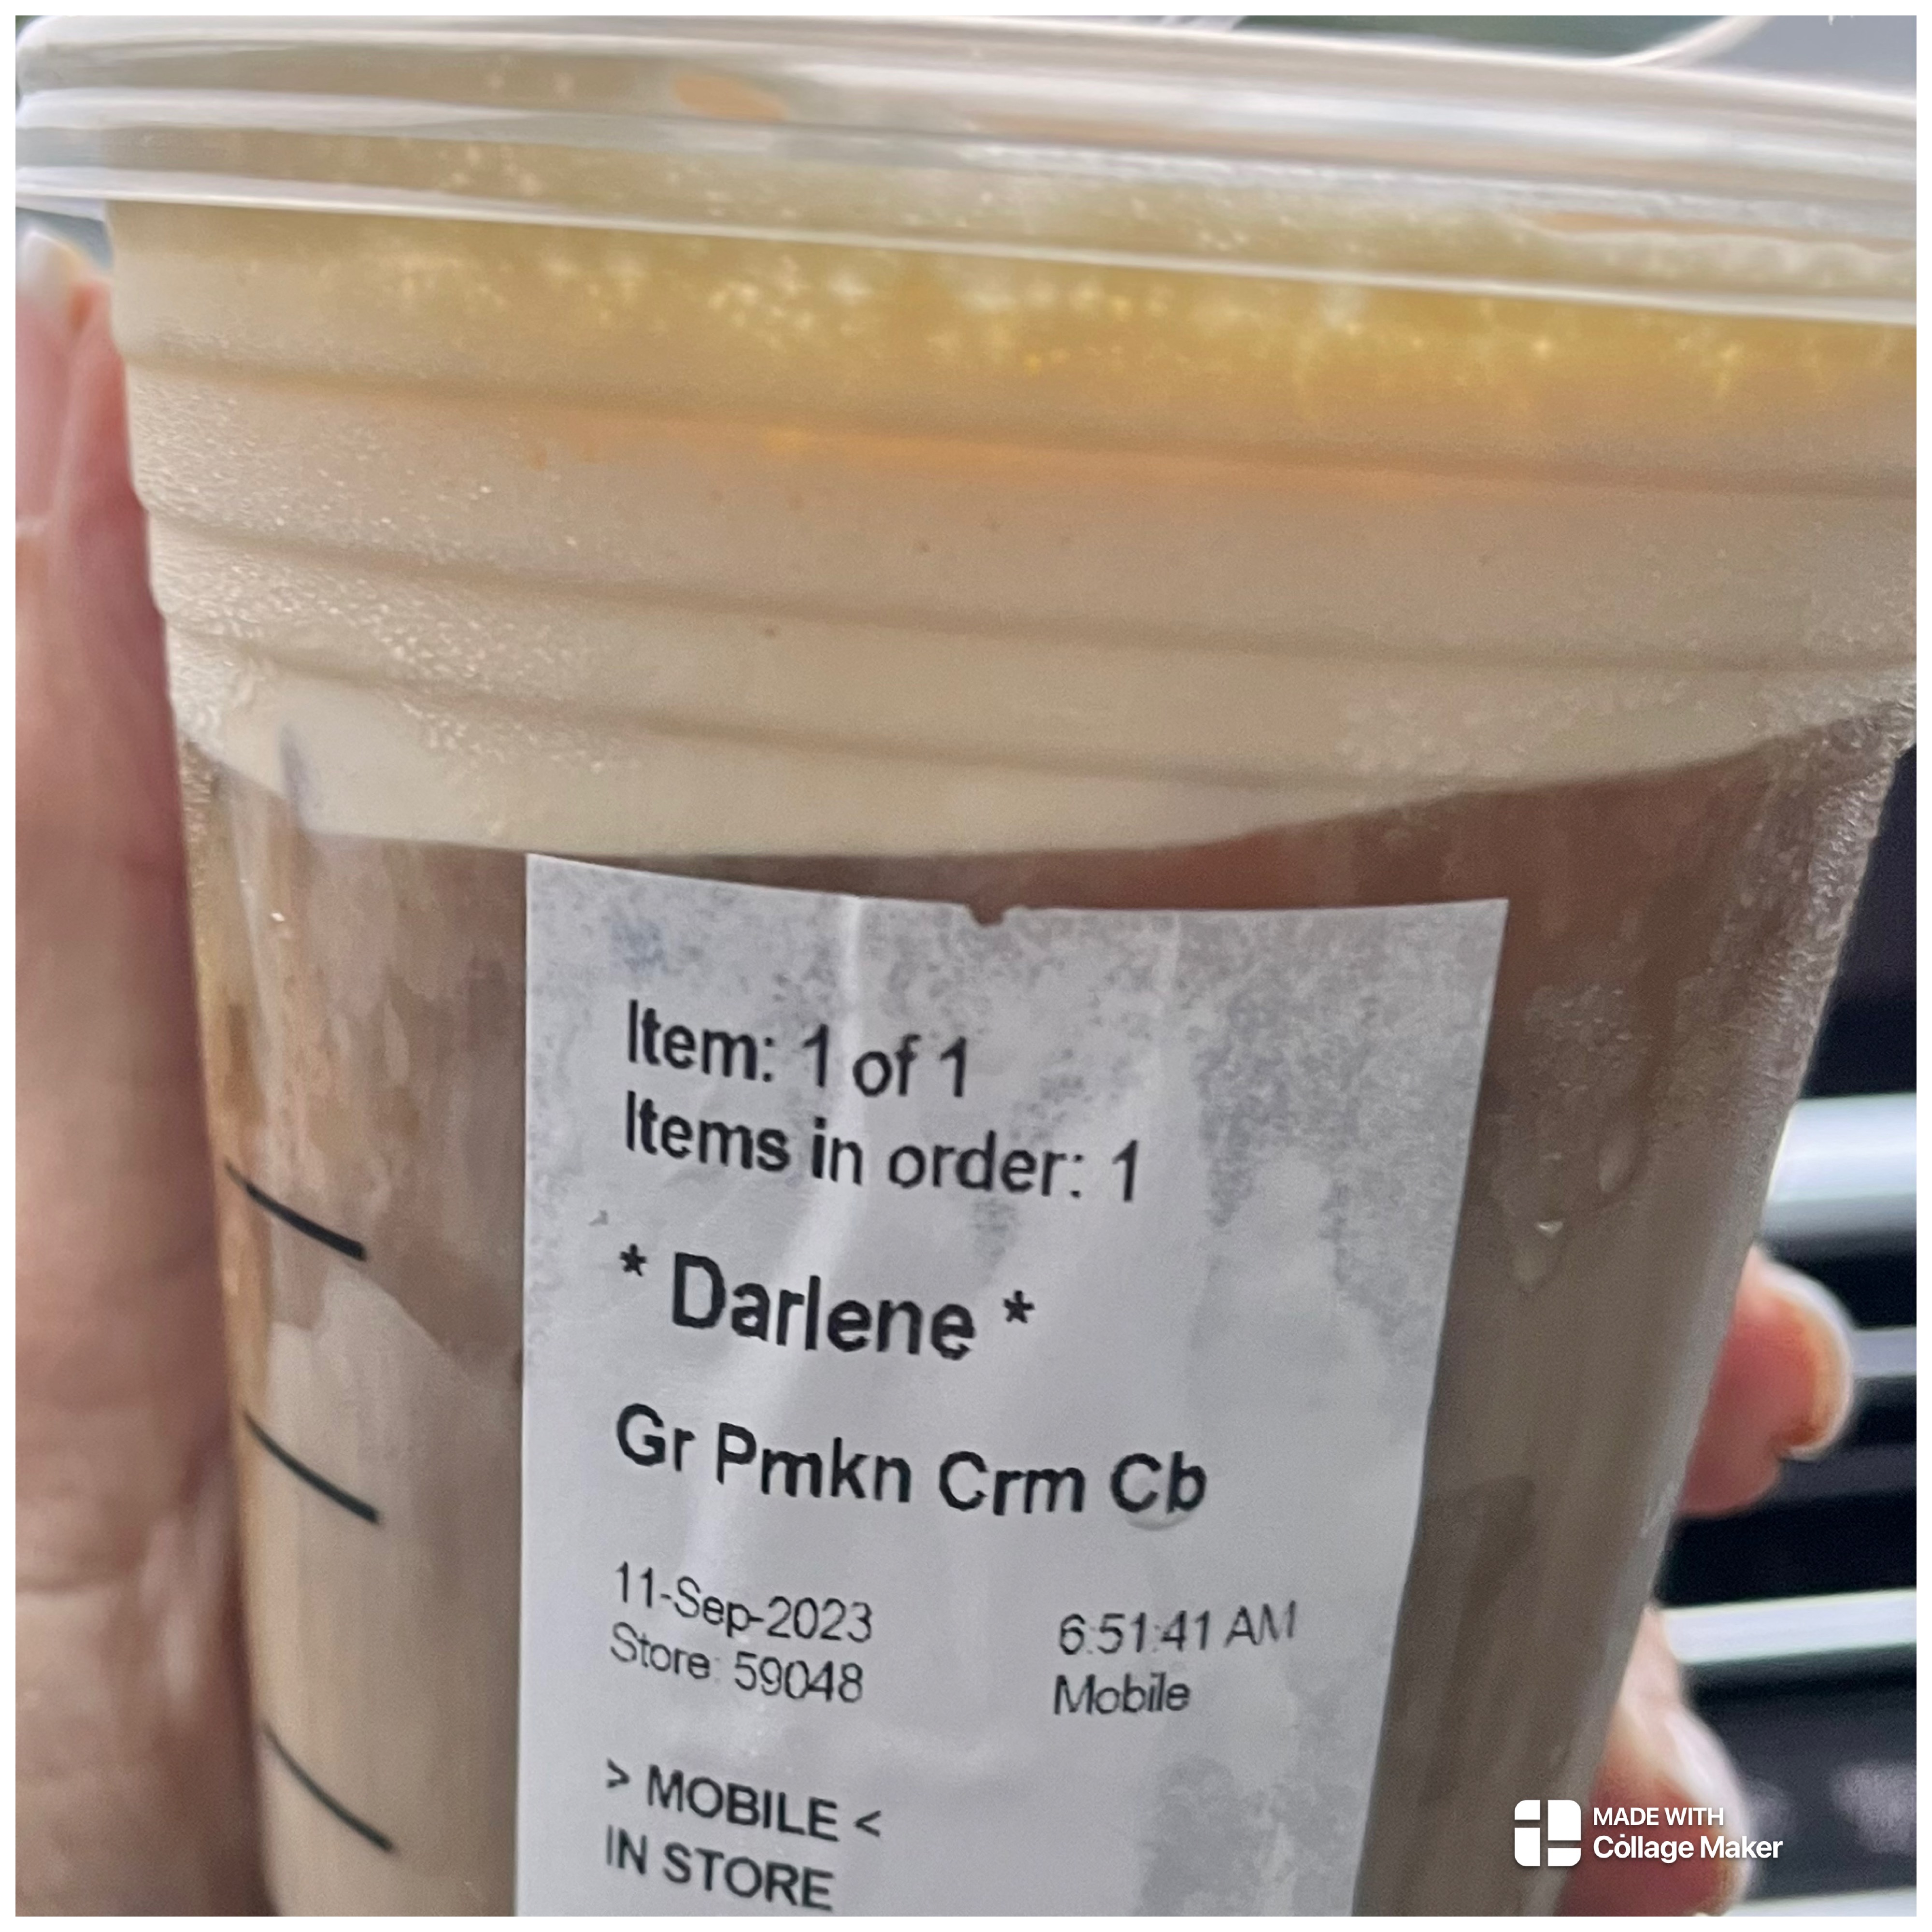 Item: 1 of 1
Items in order: 1
* Darlene *
Gr Pmkn Crm Cb
11-Sep-2023 6:51:41 AM
Store: 59048 Mobile
> MOBILE <
IN STORE
MADE WITH
Collage Maker